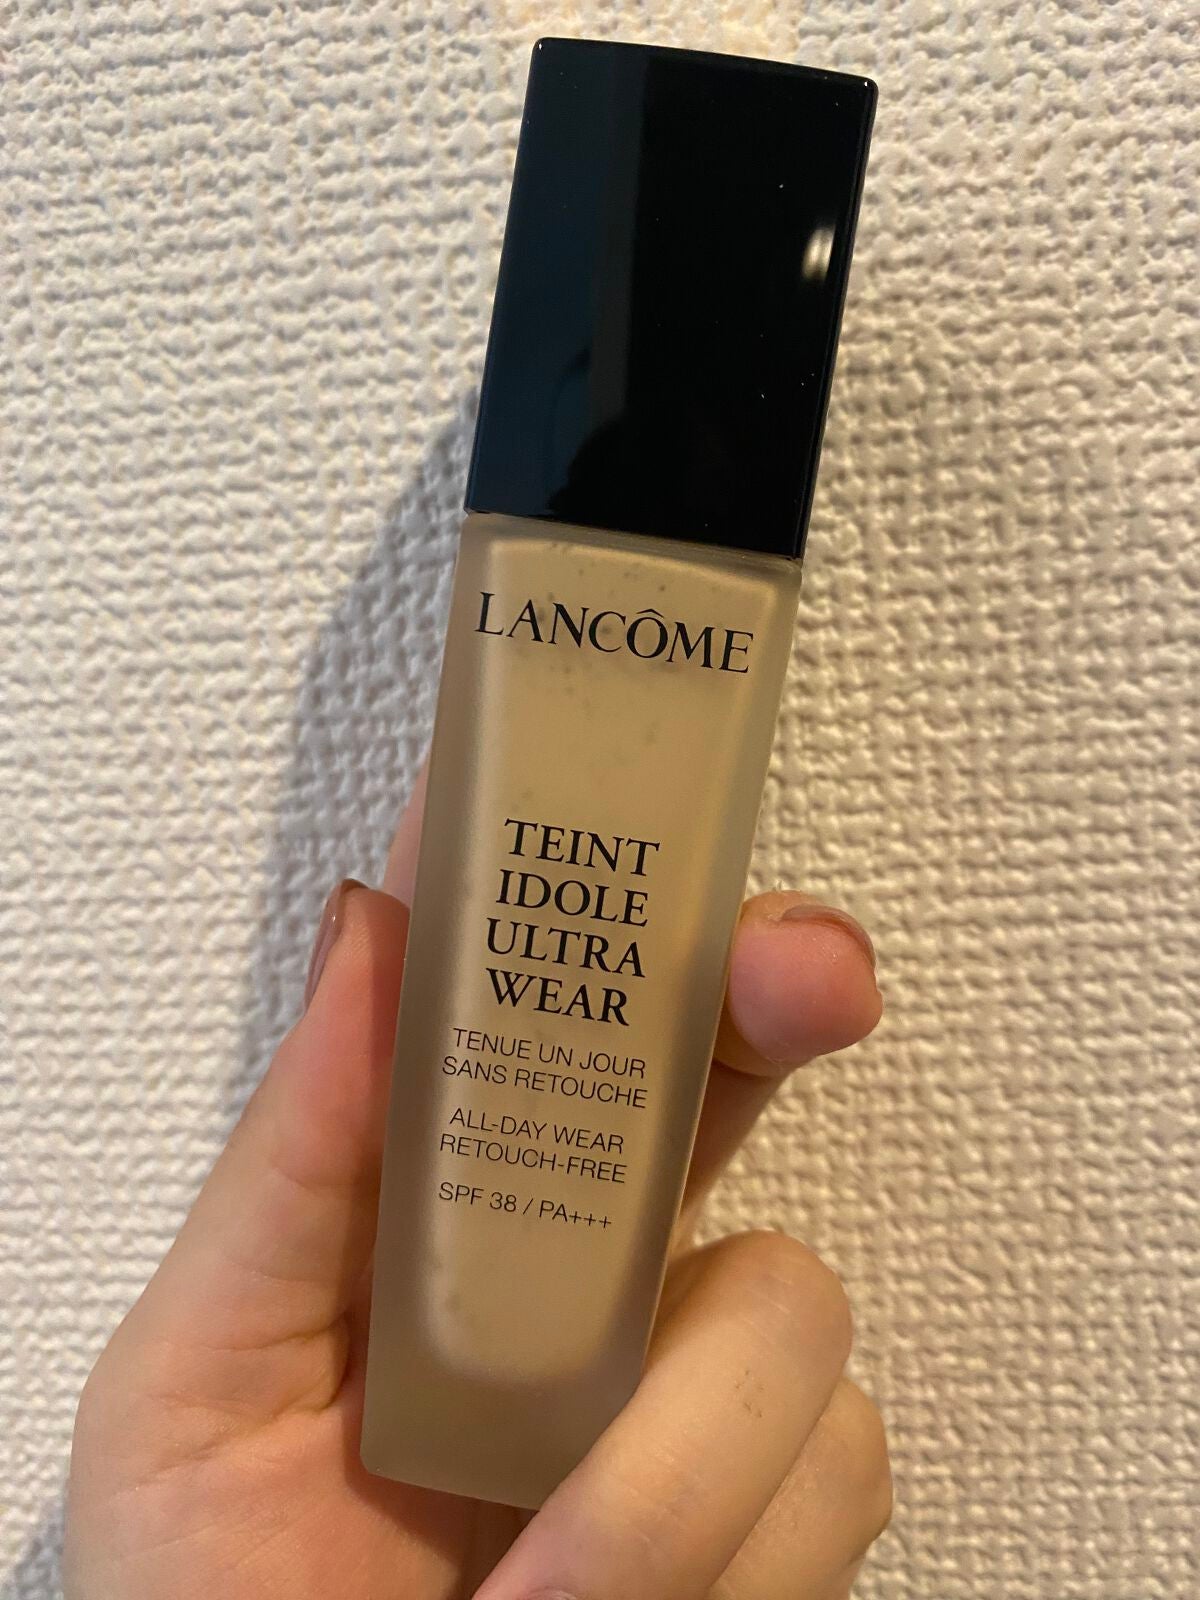 LANCÔME
TEINT
IDOLE
ULTRA
WEAR
TENUE UN JOUR
SANS RETOUCHE
ALL-DAY WEAR
RETOUCH-FREE
SPF 38 / PA+++